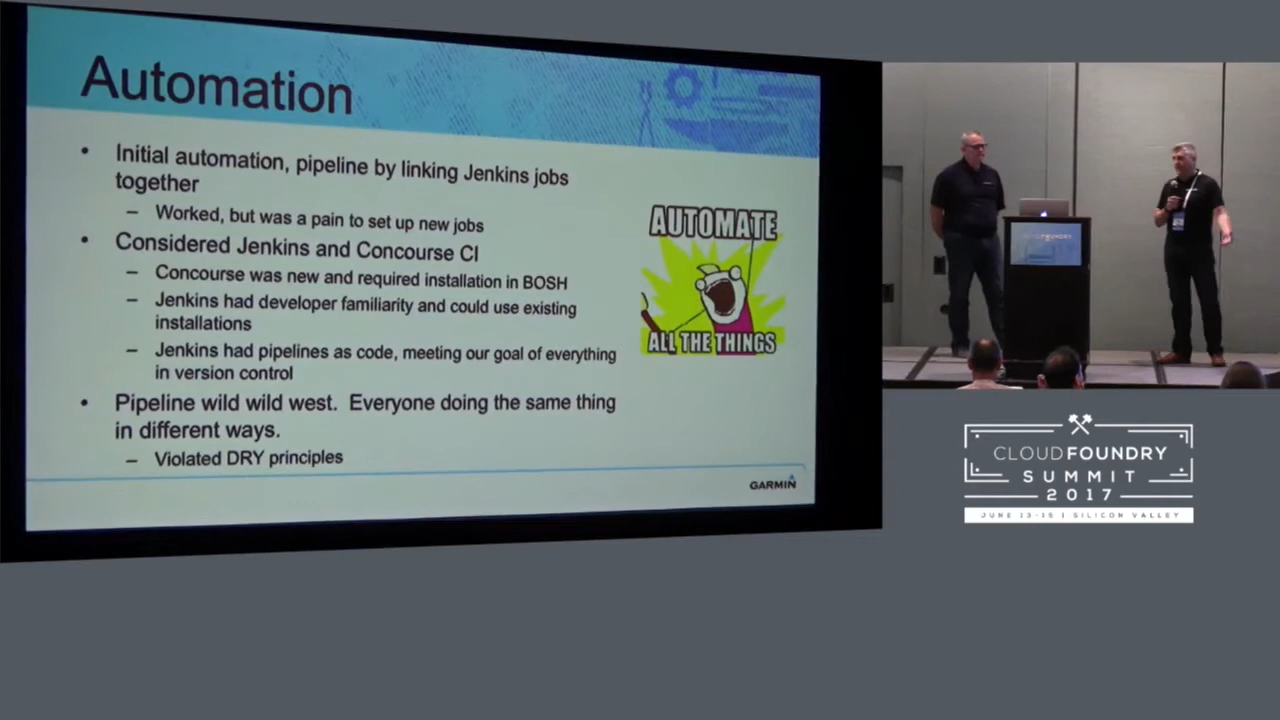 Automation
• Initial automation, pipeline by linking Jenkins jobs
together
– Worked, but was a pain to set up new jobs
• Considered Jenkins and Concourse CI
– Concourse was new and required installation in BOSH
– Jenkins had developer familiarity and could use existing
installations
– Jenkins had pipelines as code, meeting our goal of everything
in version control
• Pipeline wild wild west. Everyone doing the same thing
in different ways.
– Violated DRY principles
AUTOMATE
ALL THE THINGS
GARMIN
CLOUDFOUNDRY
SUMMIT
2017
JUNE 13-15 | SILICON VALLEY